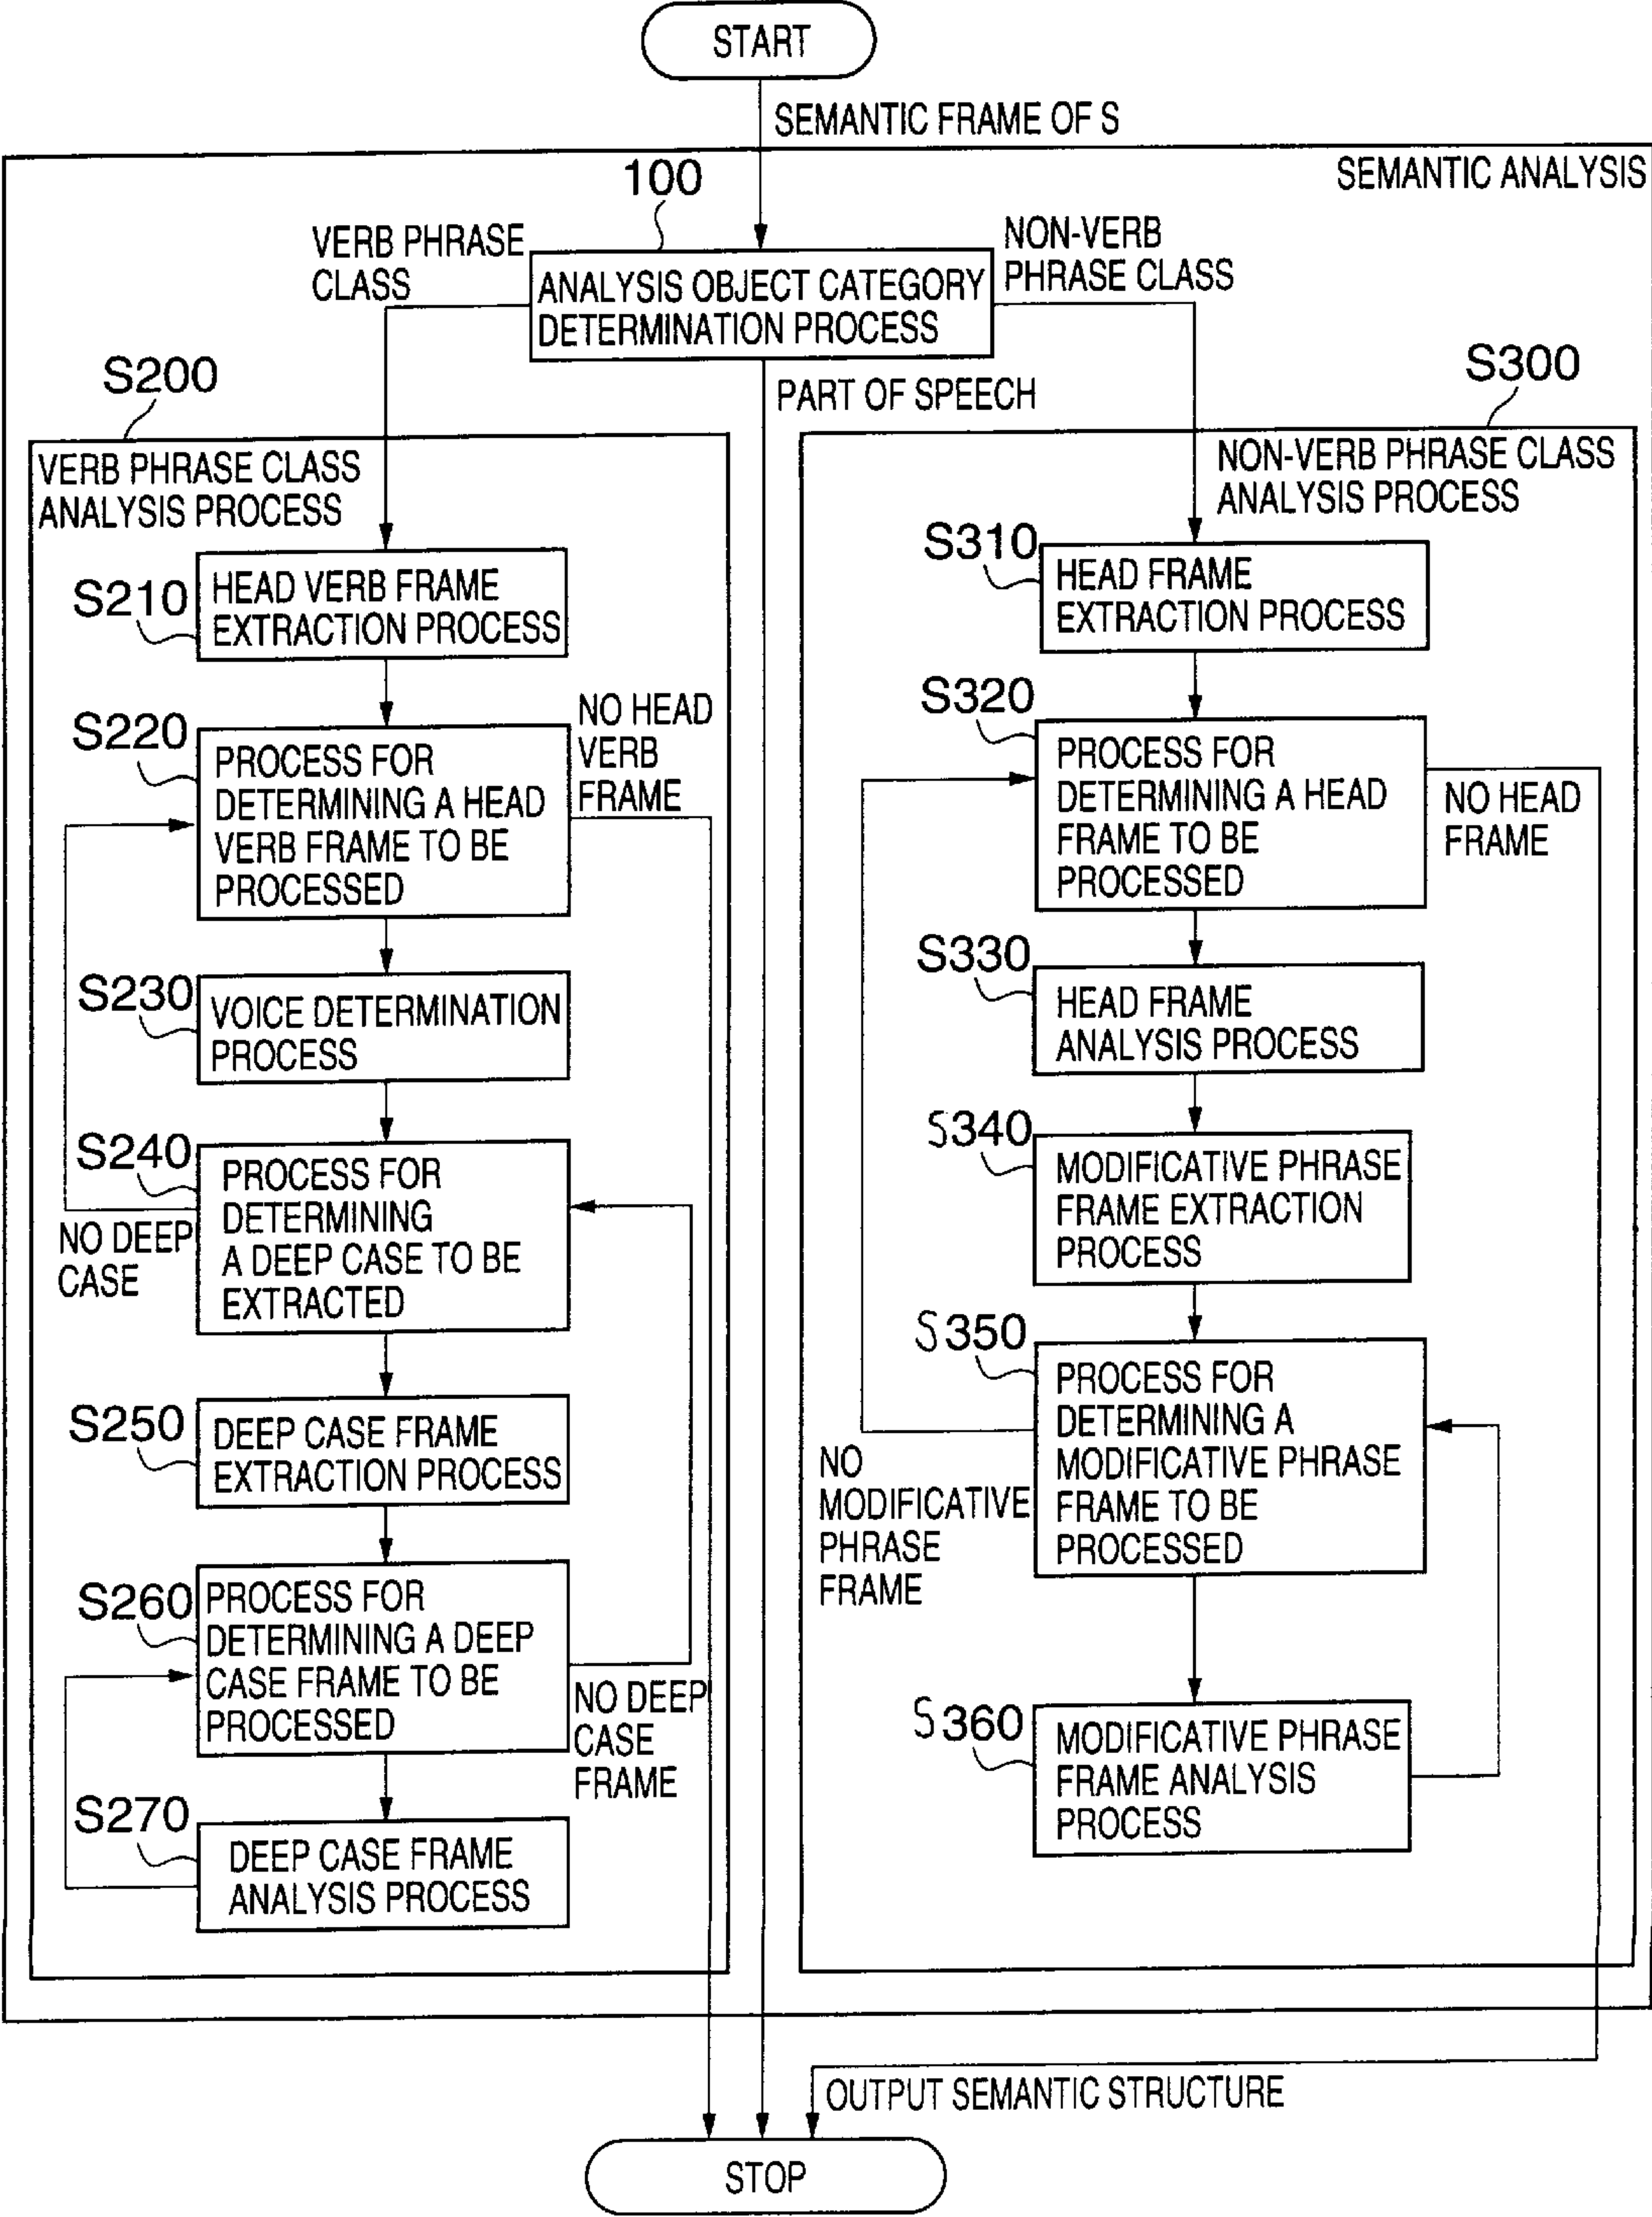 START
SEMANTIC FRAME OF S
SEMANTIC ANALYSIS
100
VERB PHRASE
CLASS
NON-VERB
PHRASE CLASS
ANALYSIS OBJECT CATEGORY
DETERMINATION PROCESS
PART OF SPEECH
S200
VERB PHRASE CLASS
ANALYSIS PROCESS
S210
HEAD VERB FRAME
EXTRACTION PROCESS
S220
PROCESS FOR
DETERMINING A HEAD
VERB FRAME TO BE
PROCESSED
NO HEAD
VERB
FRAME
S230
VOICE DETERMINATION
PROCESS
S240
PROCESS FOR
DETERMINING
A DEEP CASE TO BE
EXTRACTED
NO DEEP
CASE
S250
DEEP CASE FRAME
EXTRACTION PROCESS
S260
PROCESS FOR
DETERMINING A DEEP
CASE FRAME TO BE
PROCESSED
NO DEEP
CASE
FRAME
S270
DEEP CASE FRAME
ANALYSIS PROCESS
S300
NON-VERB PHRASE CLASS
ANALYSIS PROCESS
S310
HEAD FRAME
EXTRACTION PROCESS
S320
PROCESS FOR
DETERMINING A HEAD
FRAME TO BE
PROCESSED
NO HEAD
FRAME
S330
HEAD FRAME
ANALYSIS PROCESS
S340
MODIFICATIVE PHRASE
FRAME EXTRACTION
PROCESS
S350
PROCESS FOR
DETERMINING A
MODIFICATIVE PHRASE
FRAME TO BE
PROCESSED
NO
MODIFICATIVE
PHRASE
FRAME
S360
MODIFICATIVE PHRASE
FRAME ANALYSIS
PROCESS
OUTPUT SEMANTIC STRUCTURE
STOP